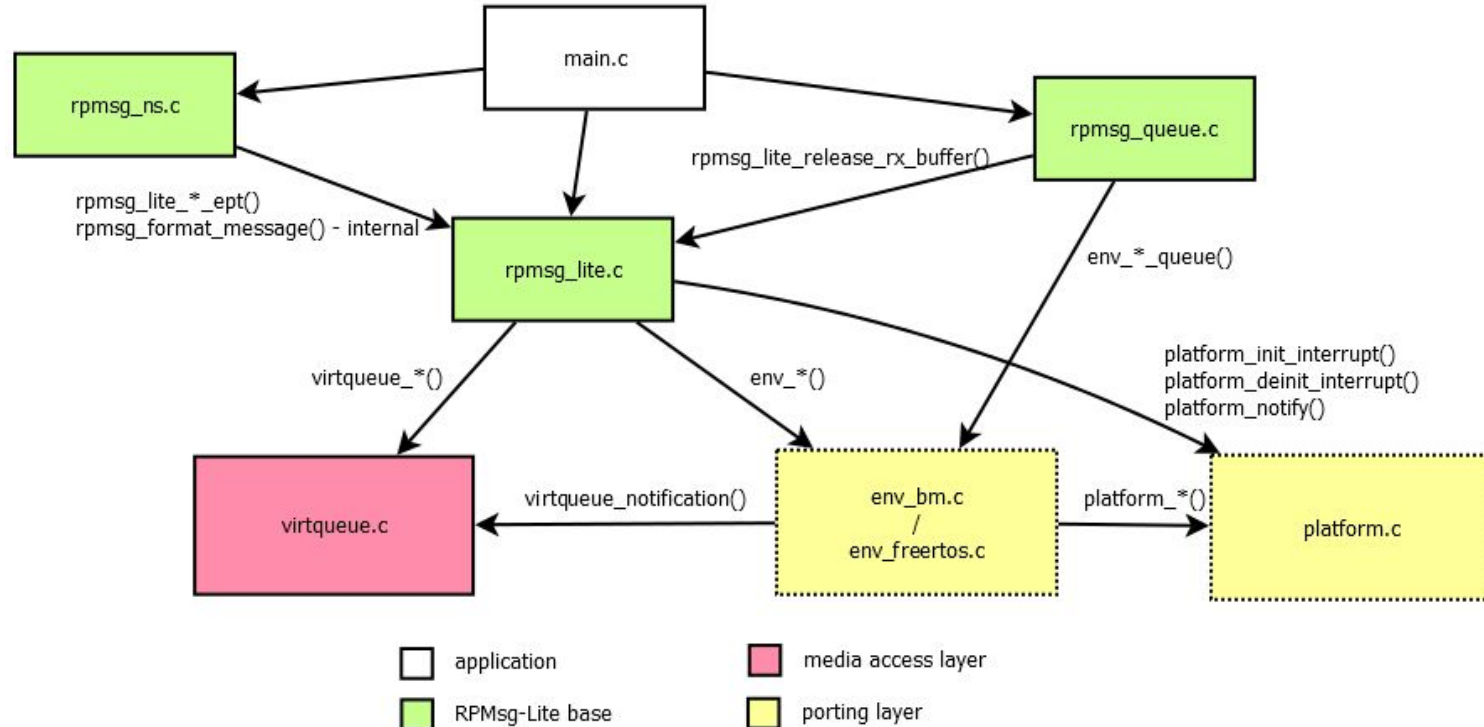 main.c
rpmsg_ns.c
rpmsg_queue.c
rpmsg_lite_release_rx_buffer()
rpmsg_lite_*_ept()
rpmsg_format_message() - internal
rpmsg_lite.c
env_*_queue()
virtqueue_*()
env_*()
platform_init_interrupt()
platform_deinit_interrupt()
platform_notify()
virtqueue.c
virtqueue_notification()
env_bm.c
/
env_freertos.c
platform_*()
platform.c
application
media access layer
RPMsg-Lite base
porting layer